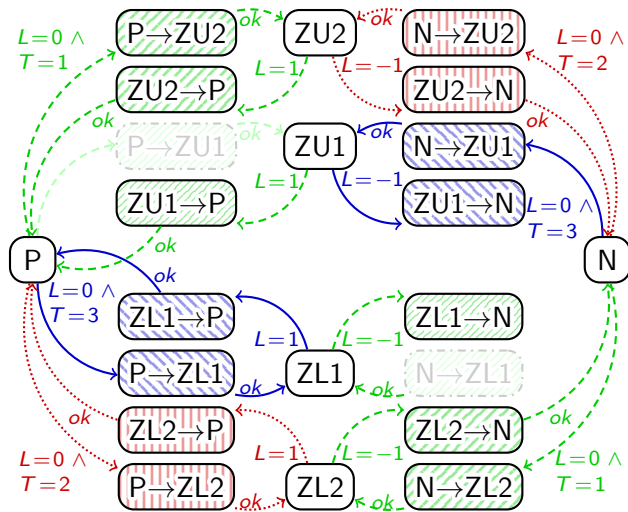 L=0 ∧
T=1
P→ZU2
ok
ZU2
ok
N→ZU2
L=0 ∧
T=2
ZU2→P
L=1
L=−1
ZU2→N
ok
ok
P→ZU1
ok
ZU1
ok
N→ZU1
ZU1→P
L=1
L=−1
ZU1→N
L=0 ∧
T=3
ok
P
N
ok
L=0 ∧
T=3
ZL1→P
L=1
L=−1
ZL1→N
P→ZL1
ok
ZL1
ok
N→ZL1
ok
ZL2→P
L=1
L=−1
ZL2→N
ok
L=0 ∧
T=2
P→ZL2
ok
ZL2
ok
N→ZL2
L=0 ∧
T=1